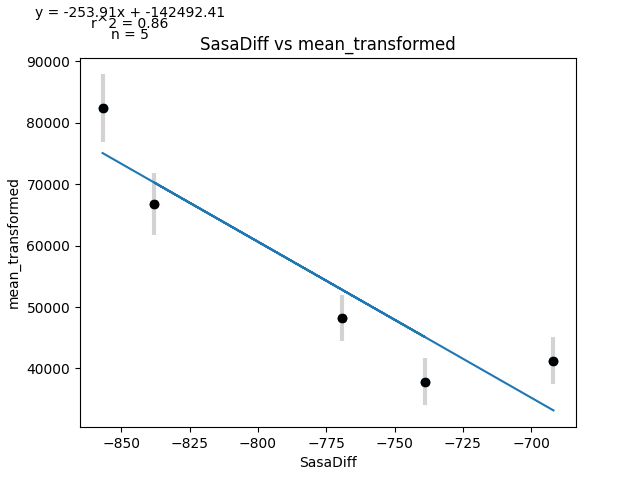 y = -253.91x + -142492.41
r^2 = 0.86
n = 5
SasaDiff vs mean_transformed
90000
80000
70000
60000
50000
40000
mean_transformed
−850
−825
−800
−775
−750
−725
−700
SasaDiff